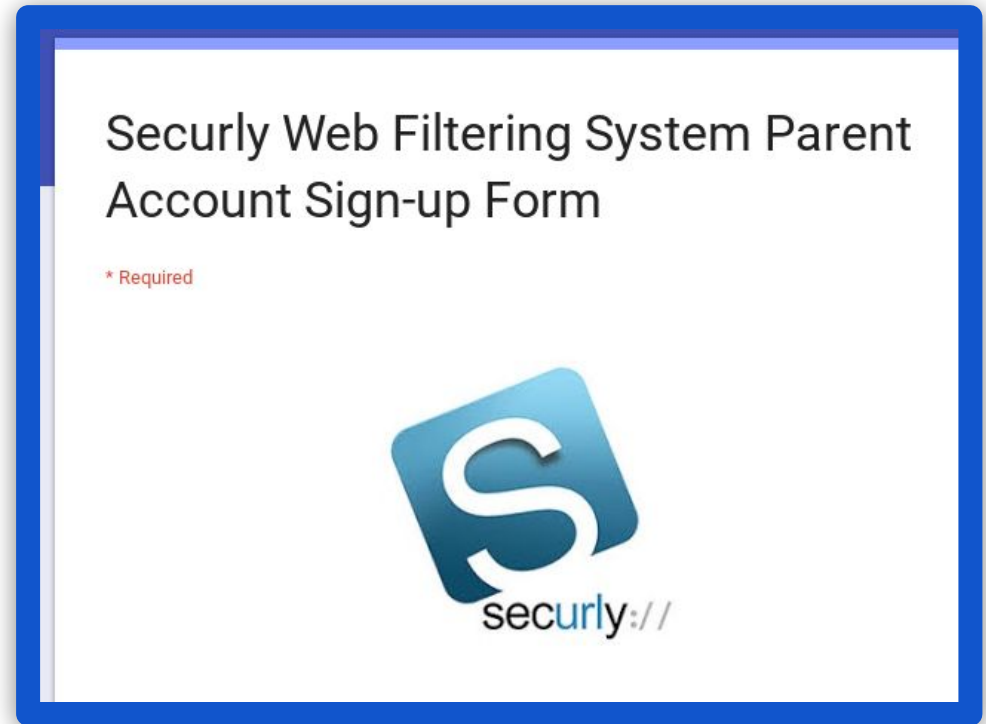 Securly Web Filtering System Parent
Account Sign-up Form
* Required
S
securly://